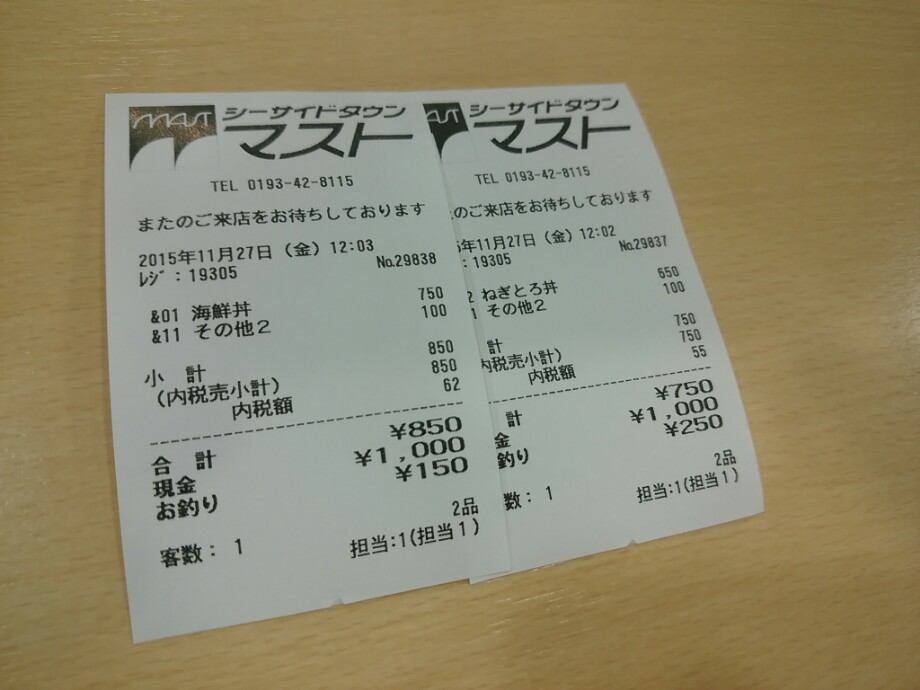 MAST シーサイドタウン
マスト
TEL 0193-42-8115
またのご来店をお待ちしております
2015年11月27日（金）12:03
ﾚｼﾞ：19305 No.29838
&01 海鮮丼 750
&11 その他２ 100
小 計 850
（内税売小計） 850
内税額 62
合 計 ¥850
現金 ¥1,000
お釣り ¥150
2品
客数： 1 担当:1(担当１)
AST シーサイドタウン
マスト
TEL 0193-42-8115
のご来店をお待ちしております
5年11月27日（金）12:02
：19305 No.29837
2 ねぎとろ丼 650
1 その他２ 100
計 750
内税売小計） 750
内税額 55
計 ¥750
金 ¥1,000
釣り ¥250
2品
数： 1 担当:1(担当１)